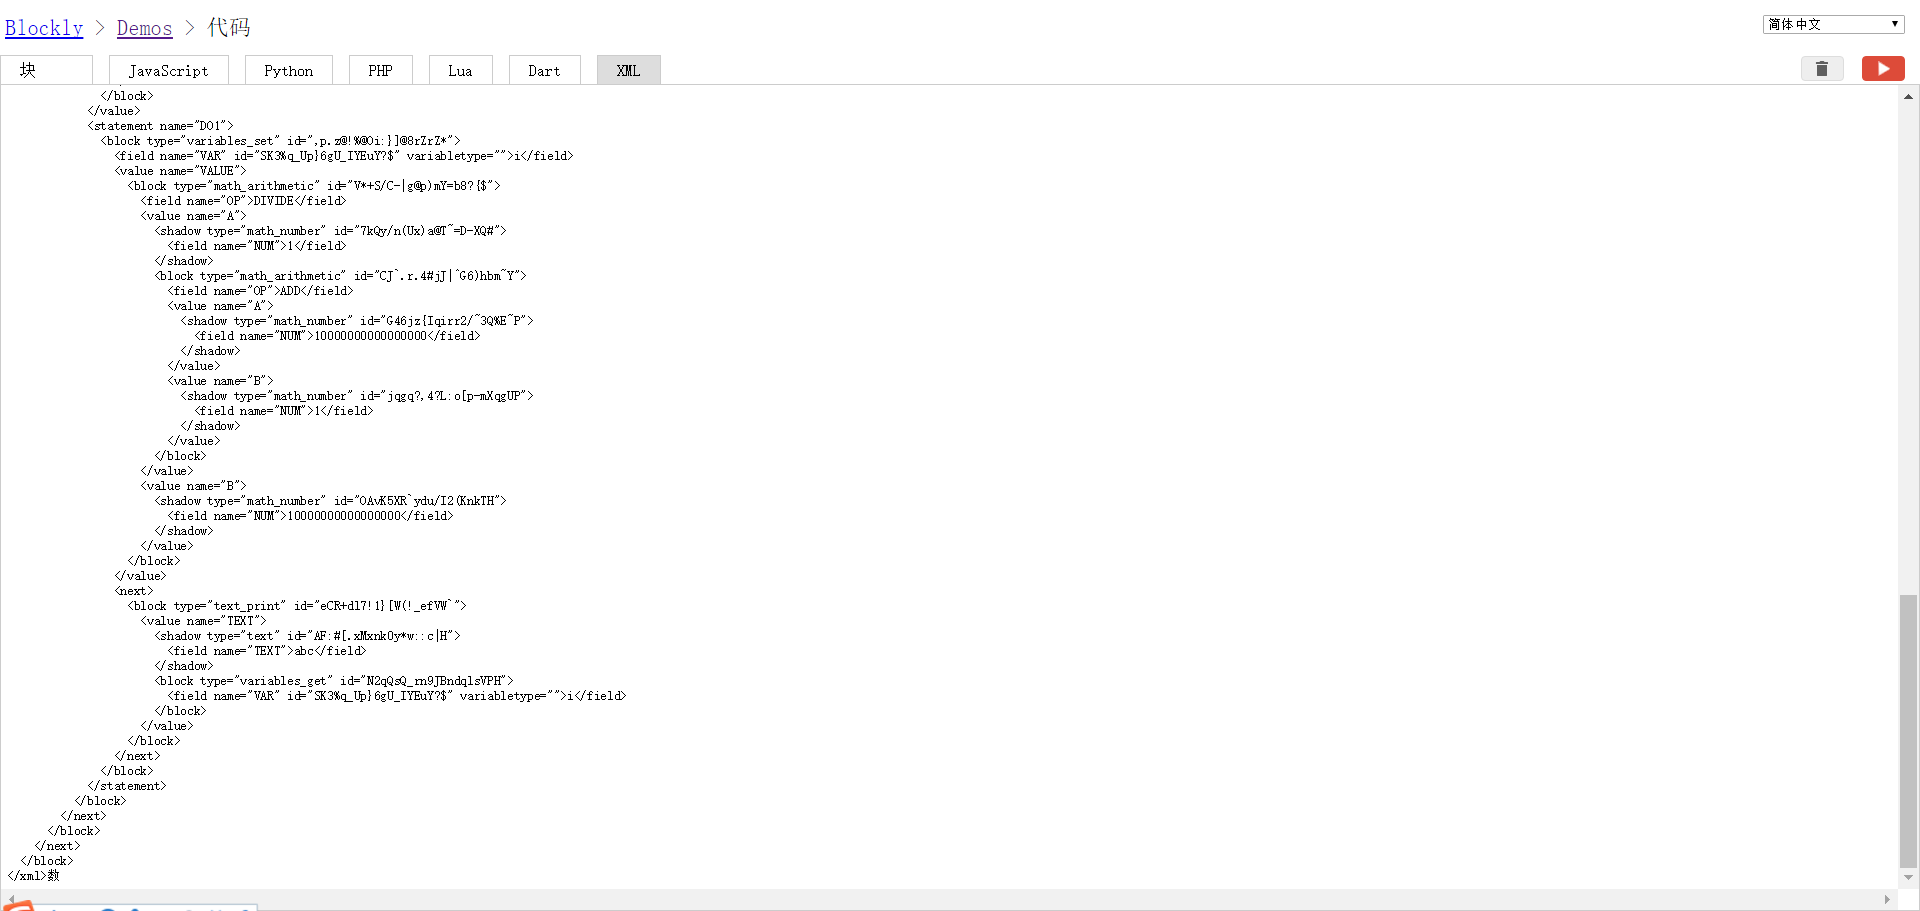 Blockly > Demos > 代码
简体中文
块 JavaScript Python PHP Lua Dart XML
</block>
</value>
<statement name="DO1">
<block type="variables_set" id=",p.z@!%@Oi:}]@8rZrZ*">
<field name="VAR" id="SK3%q_Up}6gU_IYEuY?$" variabletype="">i</field>
<value name="VALUE">
<block type="math_arithmetic" id="V*+S/C-|g@p)mY=b8?{$">
<field name="OP">DIVIDE</field>
<value name="A">
<shadow type="math_number" id="7kQy/n(Ux)a@T~=D-XQ#">
<field name="NUM">1</field>
</shadow>
<block type="math_arithmetic" id="CJ`.r.4#jJ|^G6)hbm~Y">
<field name="OP">ADD</field>
<value name="A">
<shadow type="math_number" id="G46jz{Iqirr2/~3Q%E~P">
<field name="NUM">10000000000000000</field>
</shadow>
</value>
<value name="B">
<shadow type="math_number" id="jqgq?,4?L:o[p-mXqgUP">
<field name="NUM">1</field>
</shadow>
</value>
</block>
</value>
<value name="B">
<shadow type="math_number" id="OAvK5XR`ydu/I2(KnkTH">
<field name="NUM">10000000000000000</field>
</shadow>
</value>
</block>
</value>
<next>
<block type="text_print" id="eCR+dl7!1}[W(!_efVW`">
<value name="TEXT">
<shadow type="text" id="AF:#[.xMxnk0y*w::c|H">
<field name="TEXT">abc</field>
</shadow>
<block type="variables_get" id="N2qQsQ_rn9JBndqlsVPH">
<field name="VAR" id="SK3%q_Up}6gU_IYEuY?$" variabletype="">i</field>
</block>
</value>
</block>
</next>
</block>
</statement>
</block>
</next>
</block>
</next>
</block>
</xml>数